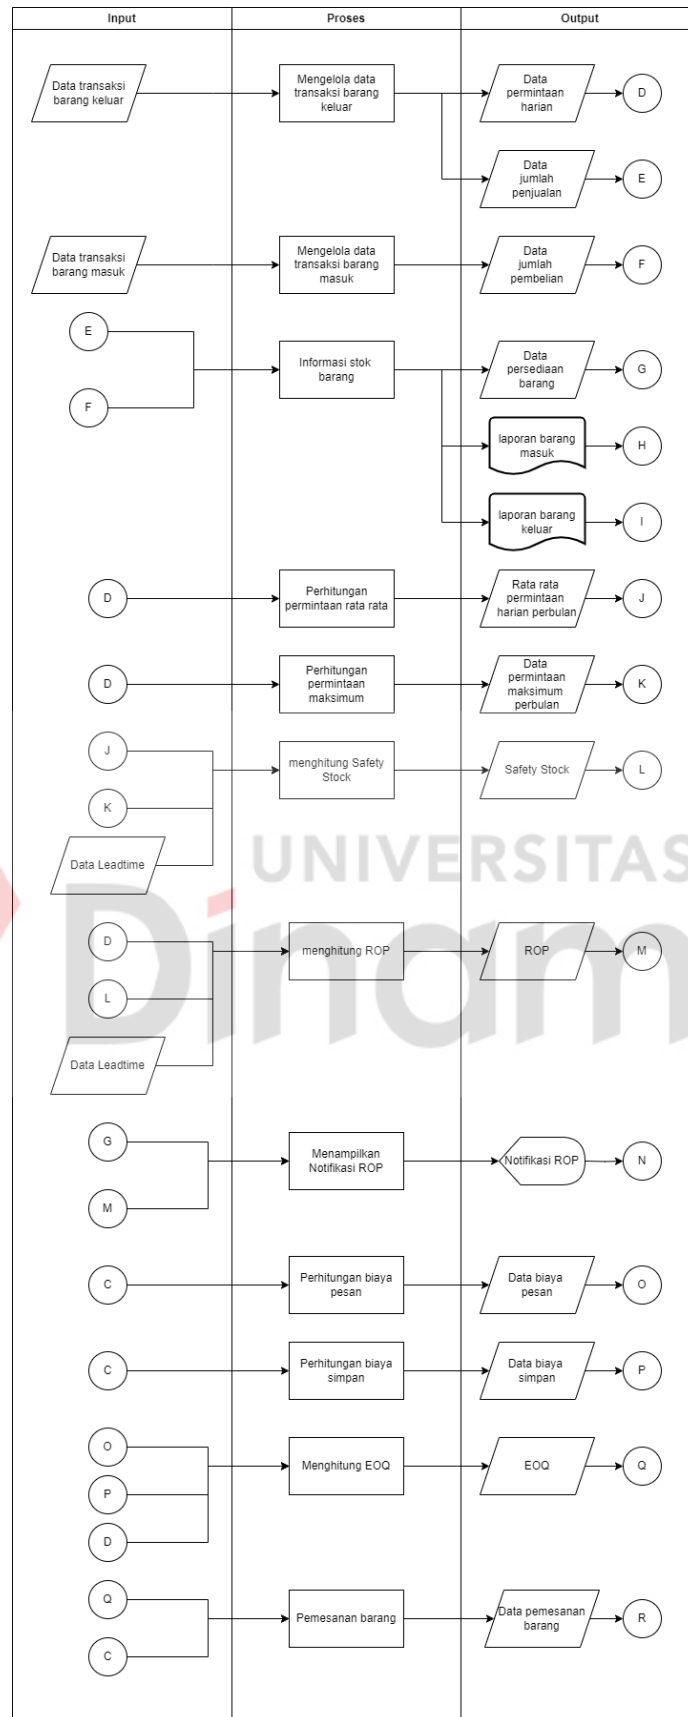 Input
Proses
Output
Data transaksi
barang keluar
Mengelola data
transaksi barang
keluar
Data
permintaan
harian
D
Data
jumlah
penjualan
E
Data transaksi
barang masuk
Mengelola data
transaksi barang
masuk
Data
jumlah
pembelian
F
E
F
Informasi stok
barang
Data
persediaan
barang
G
laporan barang
masuk
H
laporan barang
keluar
I
D
Perhitungan
permintaan rata rata
Rata rata
permintaan
harian perbulan
J
D
Perhitungan
permintaan
maksimum
Data
permintaan
maksimum
perbulan
K
J
K
Data Leadtime
menghitung Safety
Stock
Safety Stock
L
UNIVERSITAS
Dinam
D
L
Data Leadtime
menghitung ROP
ROP
M
G
M
Menampilkan
Notifikasi ROP
Notifikasi ROP
N
C
Perhitungan biaya
pesan
Data biaya
pesan
O
C
Perhitungan biaya
simpan
Data biaya
simpan
P
O
P
D
Menghitung EOQ
EOQ
Q
Q
C
Pemesanan barang
Data pemesanan
barang
R